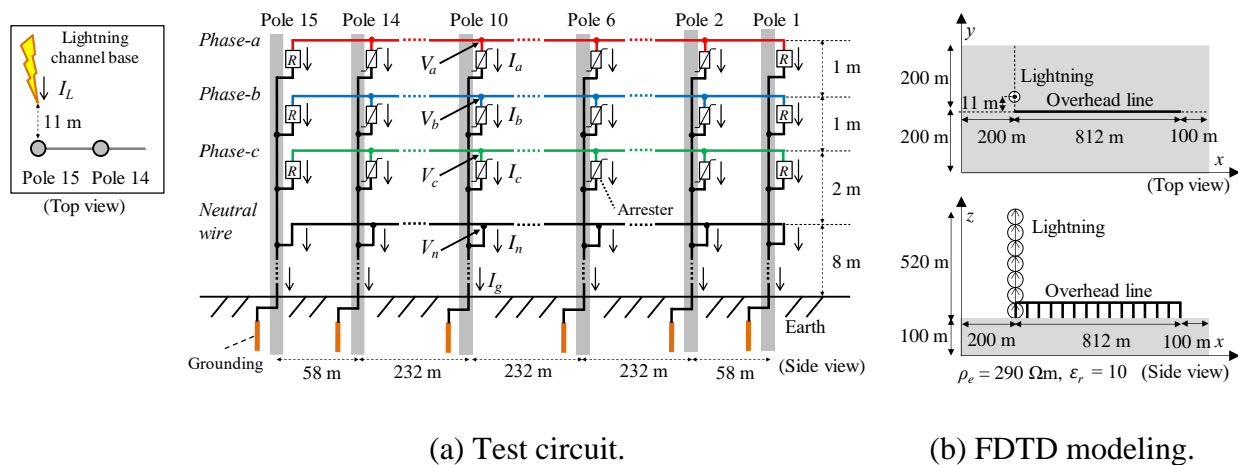 Lightning
channel base
I_L
11 m
Pole 15 Pole 14
(Top view)
Pole 15 Pole 14 Pole 10 Pole 6 Pole 2 Pole 1
Phase-a
R
V_a I_a
R
1 m
Phase-b
R
V_b I_b
R
1 m
Phase-c
R
V_c I_c
R
2 m
Arrester
Neutral
wire
V_n I_n
8 m
I_g
Earth
Grounding
58 m 232 m 232 m 232 m 58 m
(Side view)
y
200 m
Lightning
11 m
Overhead line
200 m 812 m 100 m
200 m
x
(Top view)
z
Lightning
520 m
Overhead line
100 m
200 m 812 m 100 m x
ρ_e = 290 Ωm, ε_r = 10 (Side view)
(a) Test circuit.
(b) FDTD modeling.